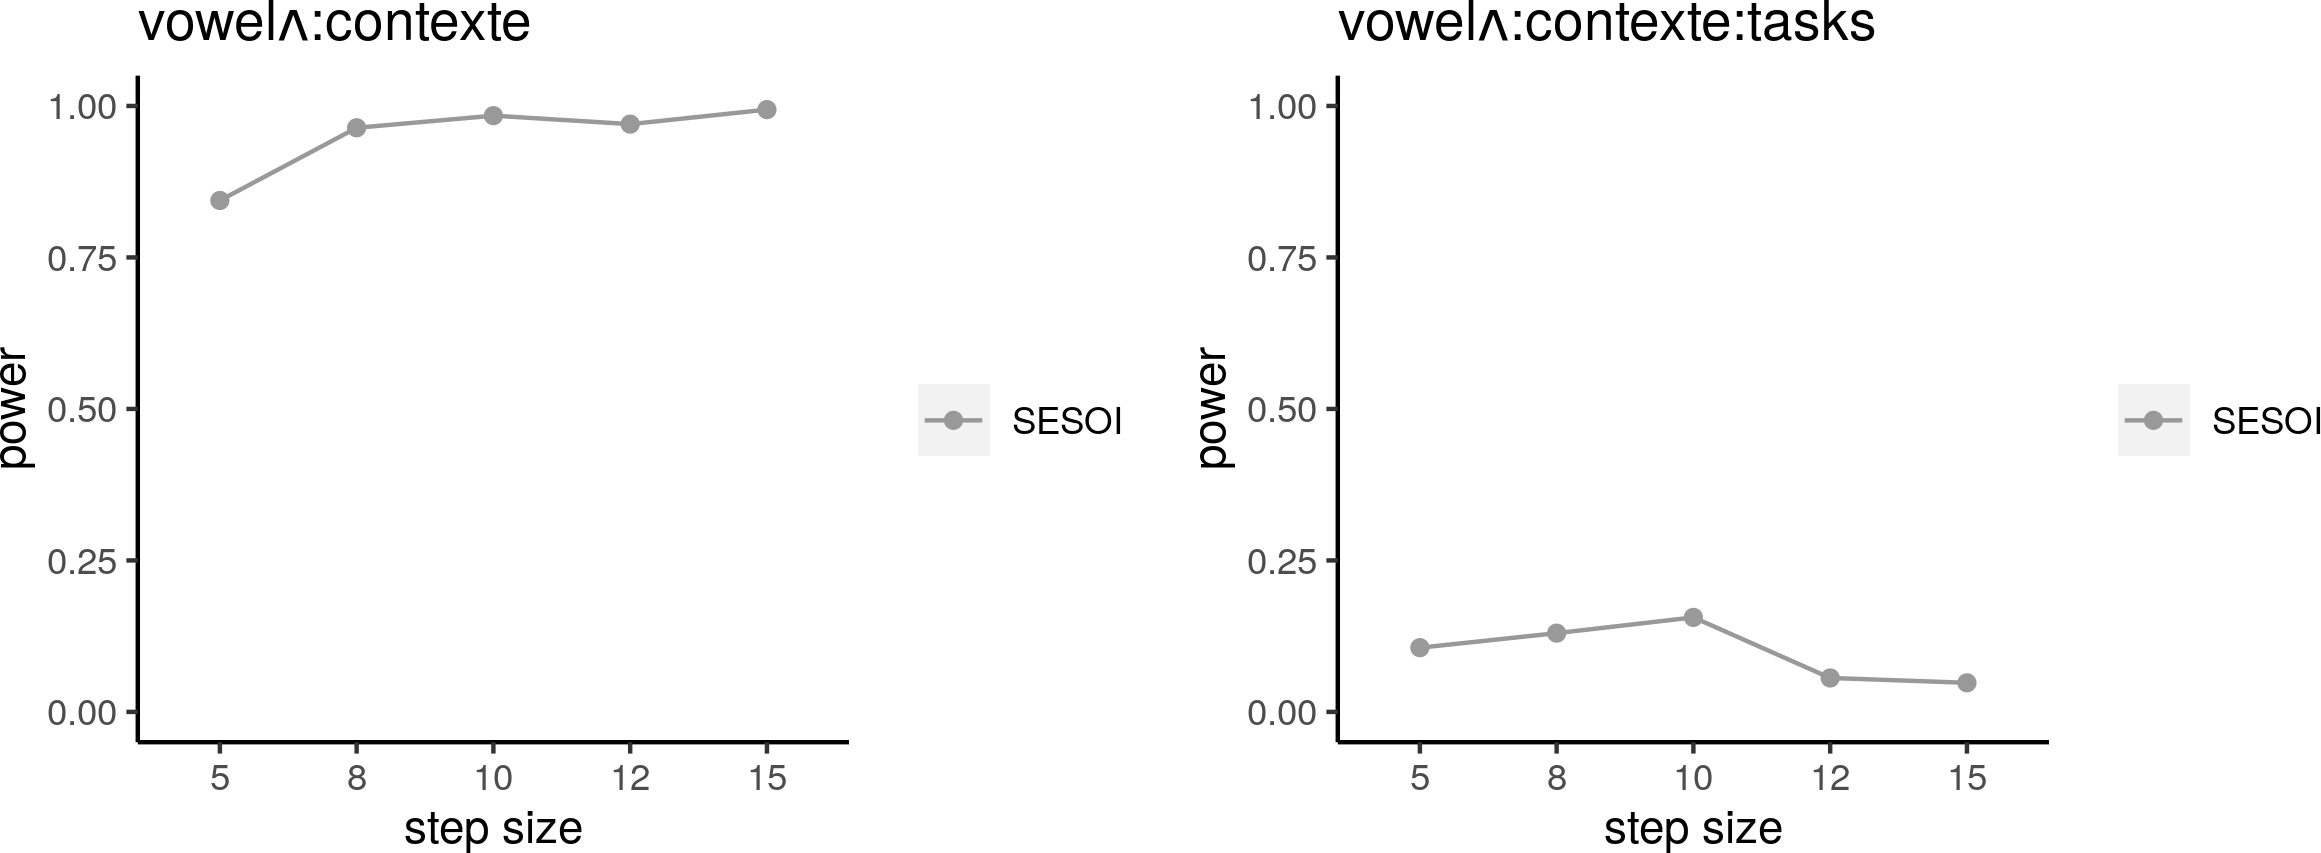 vowelʌ:contexte
1.00
0.75
0.50
0.25
0.00
power
5 8 10 12 15
step size
SESOI
vowelʌ:contexte:tasks
1.00
0.75
0.50
0.25
0.00
power
5 8 10 12 15
step size
SESOI